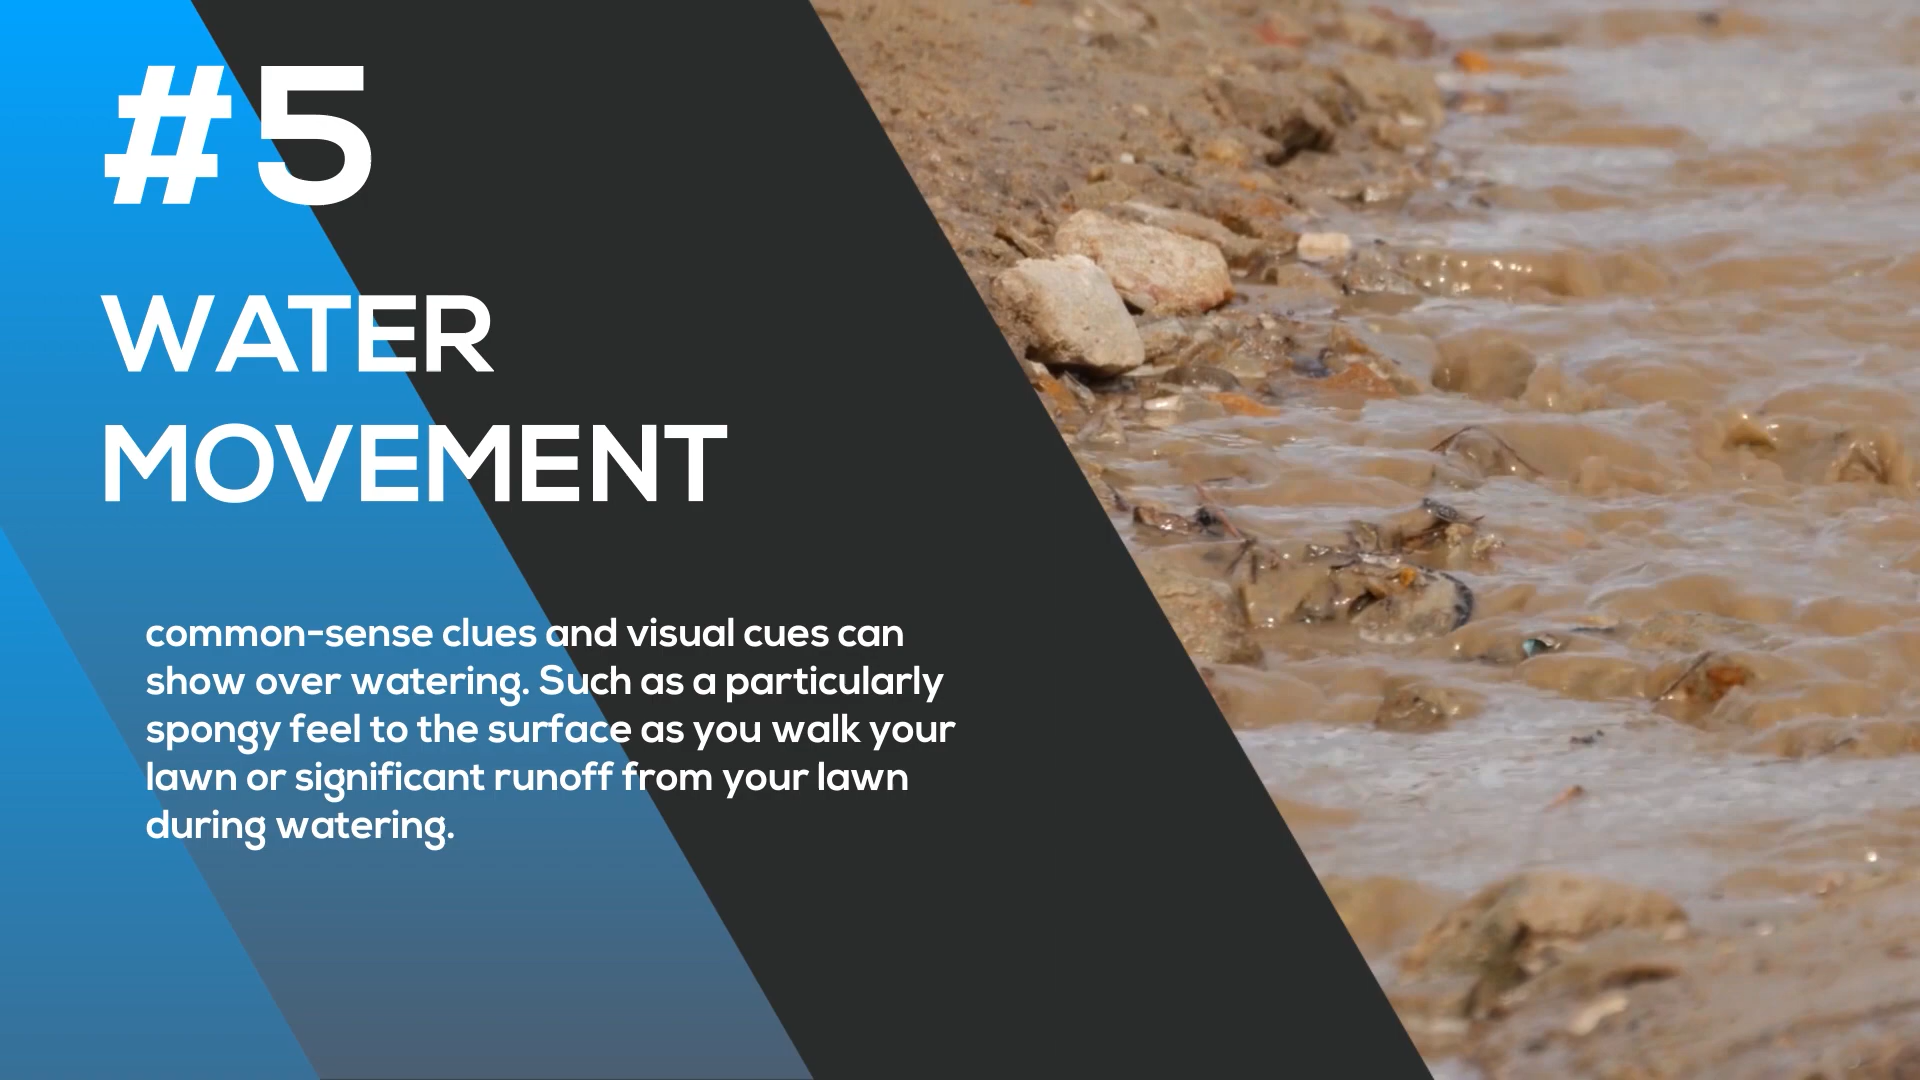 #5
WATER
MOVEMENT
common-sense clues and visual cues can
show over watering. Such as a particularly
spongy feel to the surface as you walk your
lawn or significant runoff from your lawn
during watering.